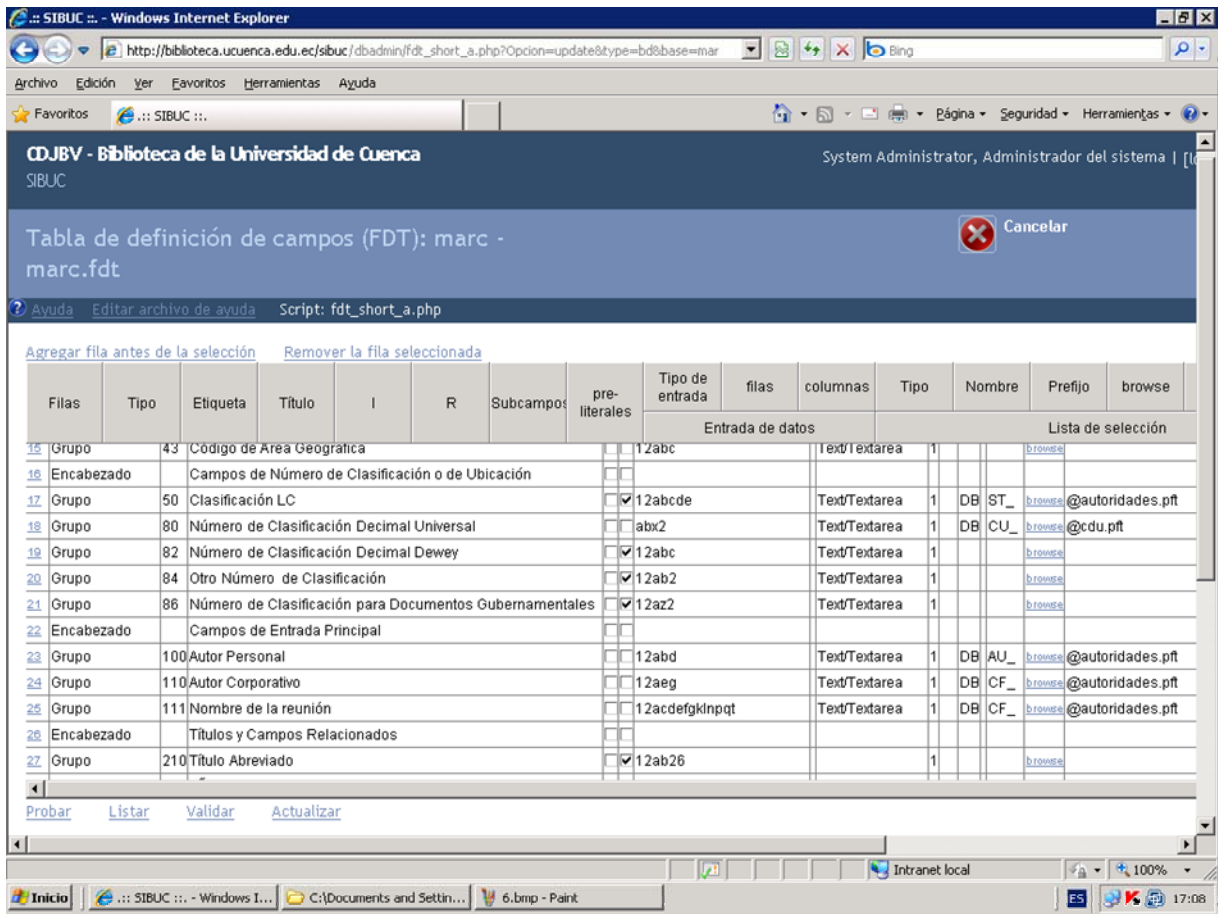 .:: SIBUC ::. - Windows Internet Explorer
http://biblioteca.ucuenca.edu.ec/sibuc/dbadmin/fdt_short_a.php?Opcion=update&type=bd&base=mar
Bing
Archivo Edición Ver Favoritos Herramientas Ayuda
Favoritos .:: SIBUC ::. Página Seguridad Herramientas
CDJBV - Biblioteca de la Universidad de Cuenca
System Administrator, Administrador del sistema |
SIBUC
Tabla de definición de campos (FDT): marc -
marc.fdt
Cancelar
Ayuda Editar archivo de ayuda Script: fdt_short_a.php
Agregar fila antes de la selección Remover la fila seleccionada
Filas Tipo Etiqueta Título I R Subcampos pre-literales Tipo de entrada filas columnas Tipo Nombre Prefijo browse
Entrada de datos Lista de selección
15 Grupo 43 Código de Area Geográfica 12abc Text/Textarea 1 browse
16 Encabezado Campos de Número de Clasificación o de Ubicación
17 Grupo 50 Clasificación LC 12abcde Text/Textarea 1 DB ST_ browse @autoridades.pft
18 Grupo 80 Número de Clasificación Decimal Universal abx2 Text/Textarea 1 DB CU_ browse @cdu.pft
19 Grupo 82 Número de Clasificación Decimal Dewey 12abc Text/Textarea 1 browse
20 Grupo 84 Otro Número de Clasificación 12ab2 Text/Textarea 1 browse
21 Grupo 86 Número de Clasificación para Documentos Gubernamentales 12az2 Text/Textarea 1 browse
22 Encabezado Campos de Entrada Principal
23 Grupo 100 Autor Personal 12abd Text/Textarea 1 DB AU_ browse @autoridades.pft
24 Grupo 110 Autor Corporativo 12aeg Text/Textarea 1 DB CF_ browse @autoridades.pft
25 Grupo 111 Nombre de la reunión 12acdefgklnpqt Text/Textarea 1 DB CF_ browse @autoridades.pft
26 Encabezado Títulos y Campos Relacionados
27 Grupo 210 Título Abreviado 12ab26 1 browse
Probar Listar Validar Actualizar
Intranet local 100%
Inicio .:: SIBUC ::. - Windows I... C:\Documents and Settin... 6.bmp - Paint ES 17:08